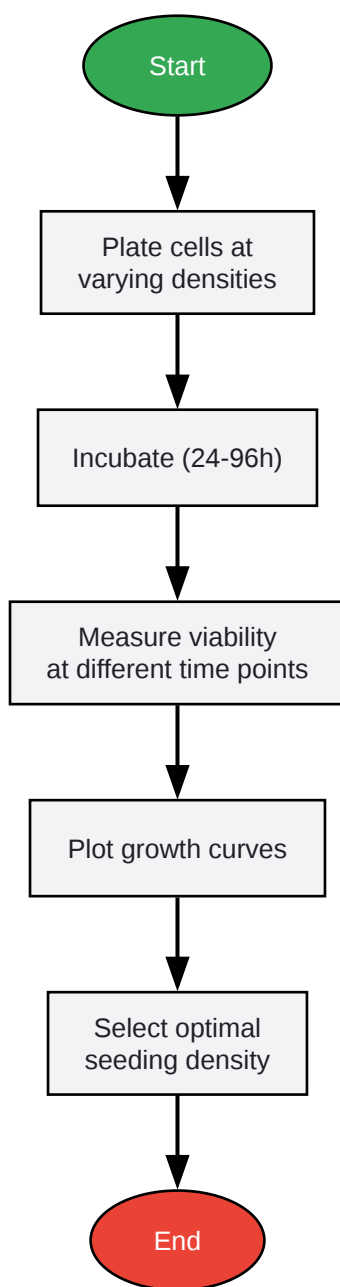 Start
Plate cells at
varying densities
Incubate (24-96h)
Measure viability
at different time points
Plot growth curves
Select optimal
seeding density
End